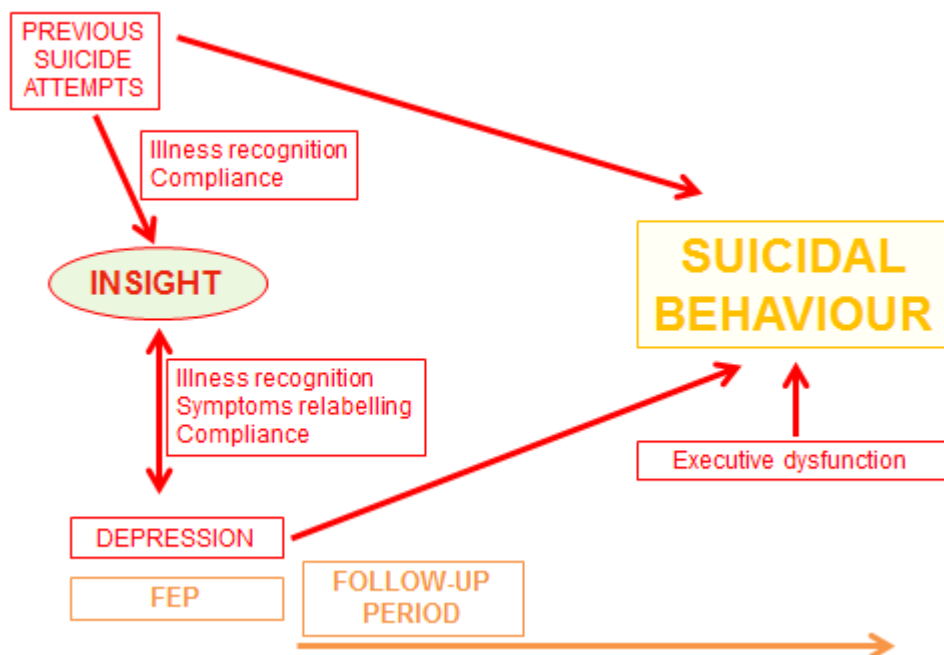 PREVIOUS
SUICIDE
ATTEMPTS
Illness recognition
Compliance
INSIGHT
SUICIDAL
BEHAVIOUR
Illness recognition
Symptoms relabelling
Compliance
Executive dysfunction
DEPRESSION
FEP
FOLLOW-UP
PERIOD